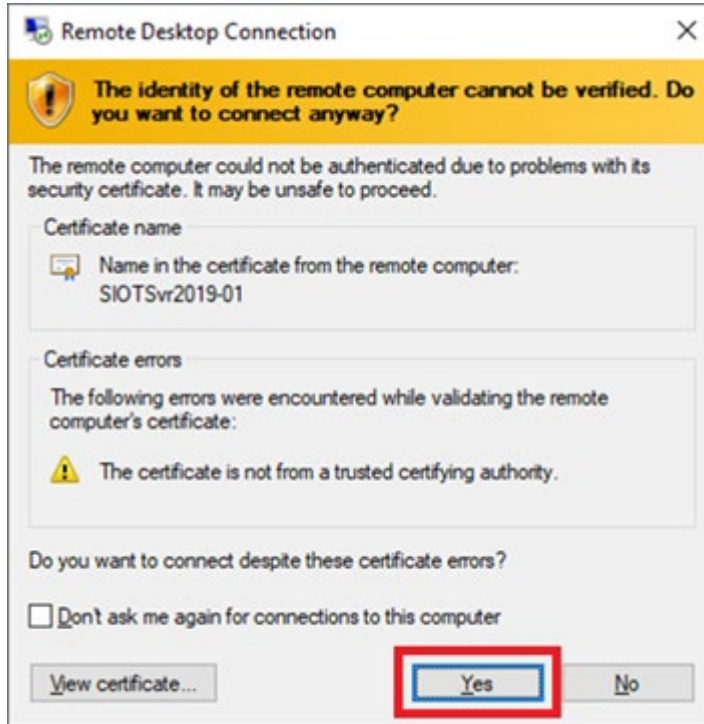 Remote Desktop Connection
The identity of the remote computer cannot be verified. Do
you want to connect anyway?
The remote computer could not be authenticated due to problems with its
security certificate. It may be unsafe to proceed.
Certificate name
Name in the certificate from the remote computer:
SIOTSvr2019-01
Certificate errors
The following errors were encountered while validating the remote
computer's certificate:
The certificate is not from a trusted certifying authority.
Do you want to connect despite these certificate errors?
Don't ask me again for connections to this computer
View certificate... Yes No